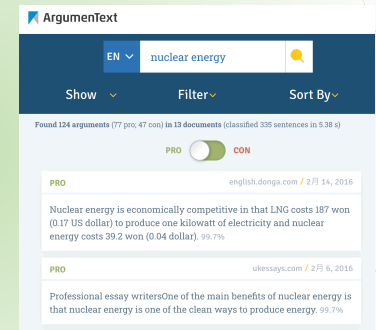 ArgumenText
EN nuclear energy
Show Filter Sort By
Found 124 arguments (77 pro; 47 con) in 13 documents (classified 335 sentences in 5.38 s)
PRO CON
PRO english.donga.com / 2月 14, 2016
Nuclear energy is economically competitive in that LNG costs 187 won
(0.17 US dollar) to produce one kilowatt of electricity and nuclear
energy costs 39.2 won (0.04 dollar). 99.7%
PRO ukessays.com / 2月 6, 2016
Professional essay writersOne of the main benefits of nuclear energy is
that nuclear energy is one of the clean ways to produce energy. 99.7%